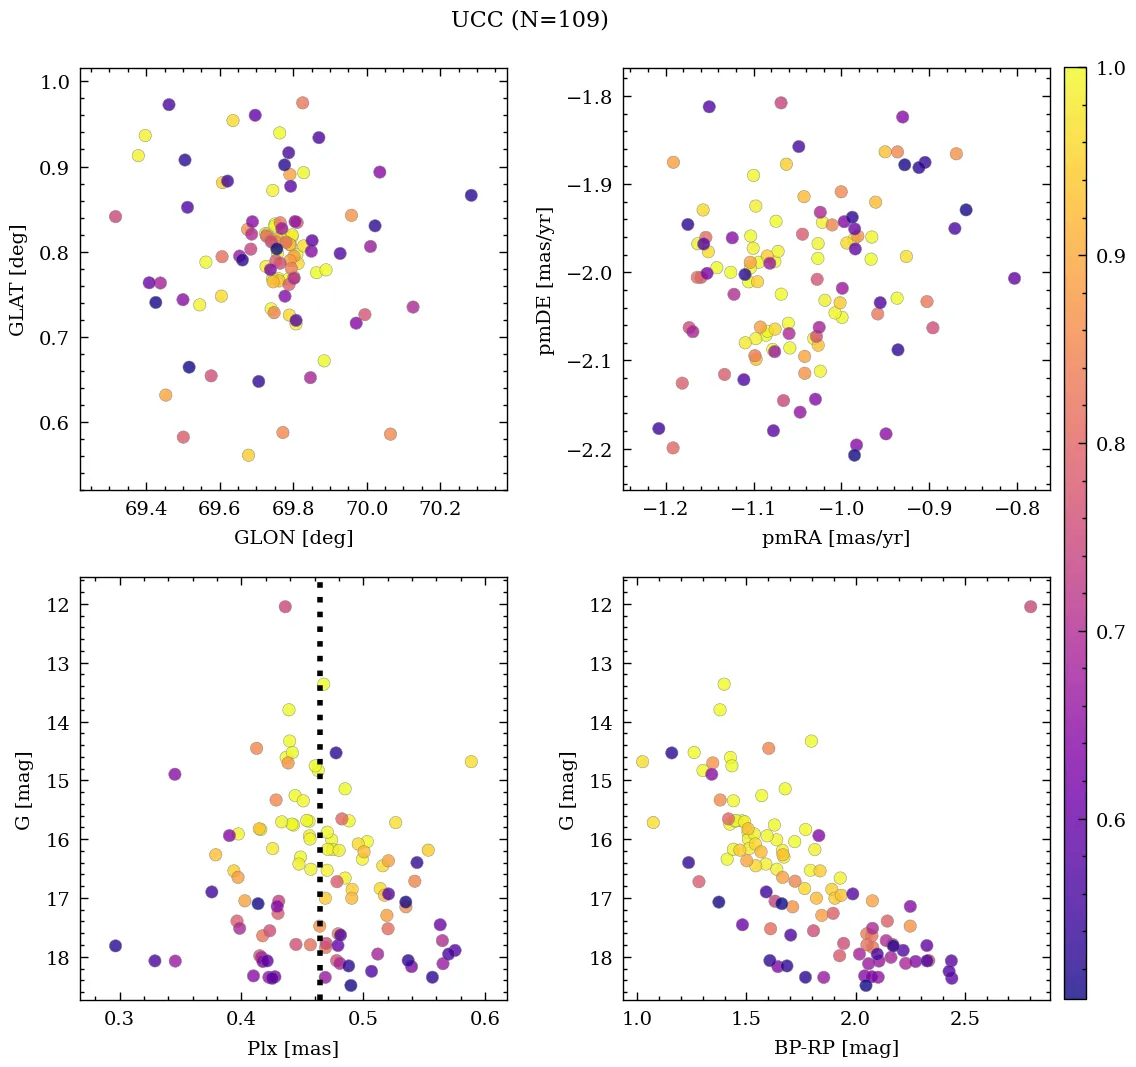 UCC (N=109)
1.0
0.9
0.8
0.7
0.6
GLAT [deg]
69.4 69.6 69.8 70.0 70.2
GLON [deg]
−1.8
−1.9
−2.0
−2.1
−2.2
pmDE [mas/yr]
−1.2 −1.1 −1.0 −0.9 −0.8
pmRA [mas/yr]
1.0
0.9
0.8
0.7
0.6
12
13
14
15
16
17
18
G [mag]
0.3 0.4 0.5 0.6
Plx [mas]
12
13
14
15
16
17
18
G [mag]
1.0 1.5 2.0 2.5
BP-RP [mag]